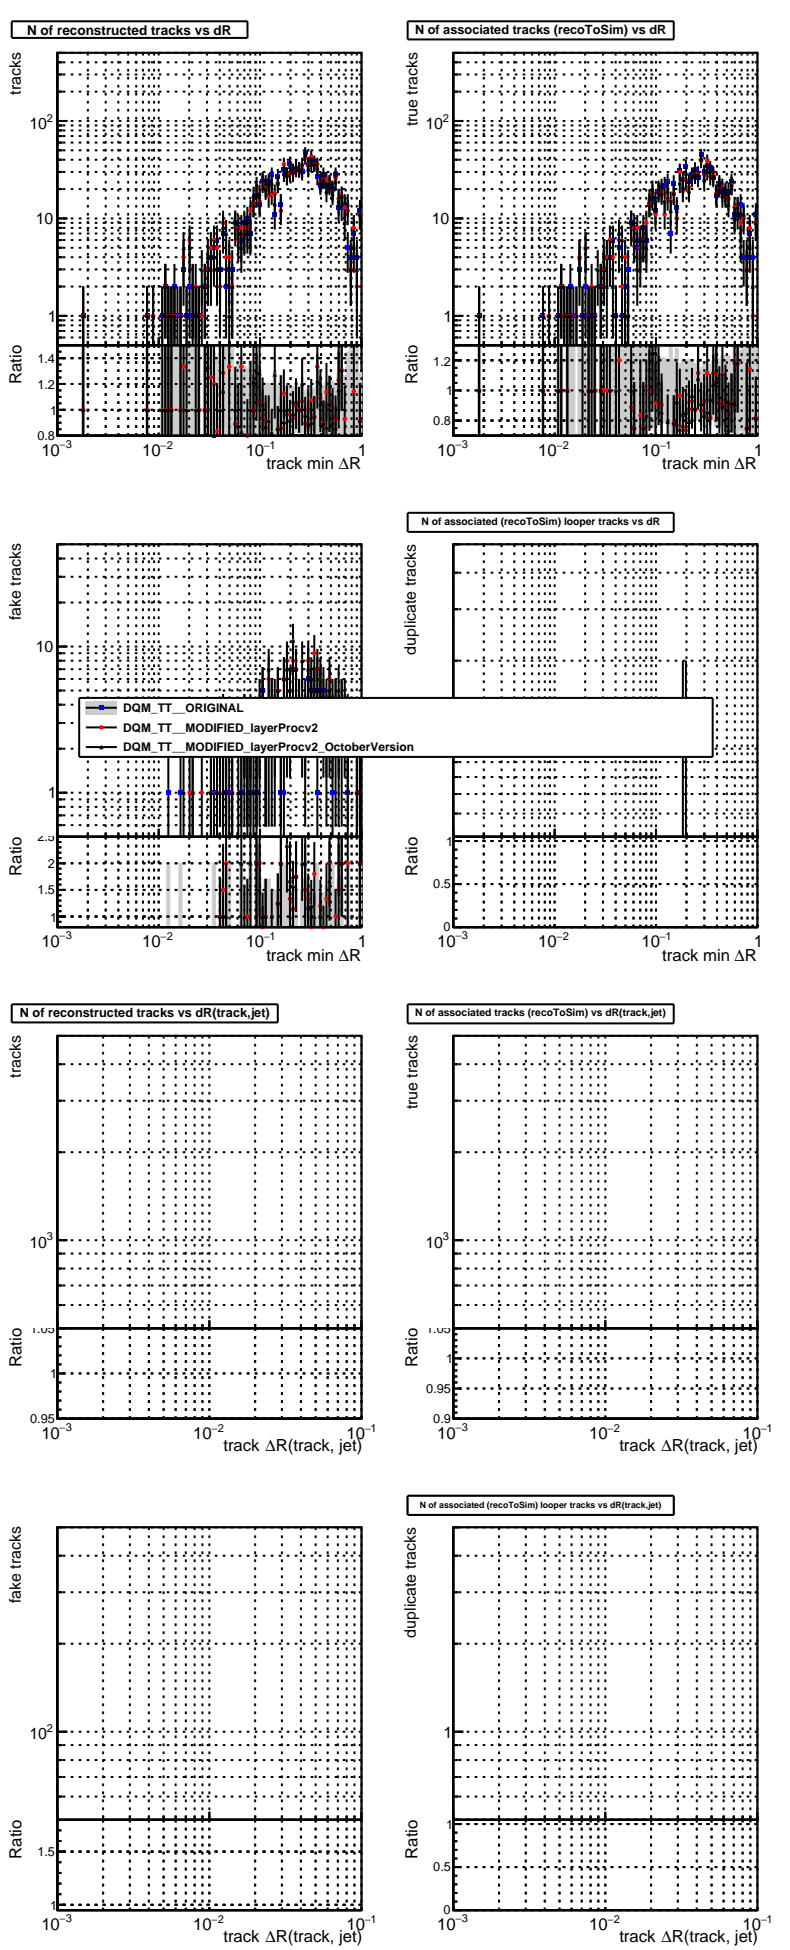 N of reconstructed tracks vs dR
N of associated tracks (recoToSim) vs dR
tracks
10²
10
1
Ratio
1.4
1.2
1
0.8
10⁻³
10⁻²
10⁻¹
1
track min ΔR
true tracks
10²
10
1
Ratio
1.2
1
0.8
10⁻³
10⁻²
10⁻¹
1
track min ΔR
N of associated (recoToSim) looper tracks vs dR
fake tracks
10
1
Ratio
2.5
2
1.5
1
10⁻³
10⁻²
10⁻¹
1
track min ΔR
duplicate tracks
Ratio
1
0.5
0
10⁻³
10⁻²
10⁻¹
1
track min ΔR
DQM_TT__ORIGINAL
DQM_TT__MODIFIED_layerProcv2
DQM_TT__MODIFIED_layerProcv2_OctoberVersion
N of reconstructed tracks vs dR(track,jet)
N of associated tracks (recoToSim) vs dR(track,jet)
tracks
10³
Ratio
1.05
1
0.95
10⁻³
10⁻²
10⁻¹
track ΔR(track, jet)
true tracks
10³
Ratio
1.05
1
0.95
0.9
10⁻³
10⁻²
10⁻¹
track ΔR(track, jet)
N of associated (recoToSim) looper tracks vs dR(track,jet)
fake tracks
10²
Ratio
1.5
1
10⁻³
10⁻²
10⁻¹
track ΔR(track, jet)
duplicate tracks
1
Ratio
1
0.5
0
10⁻³
10⁻²
10⁻¹
track ΔR(track, jet)